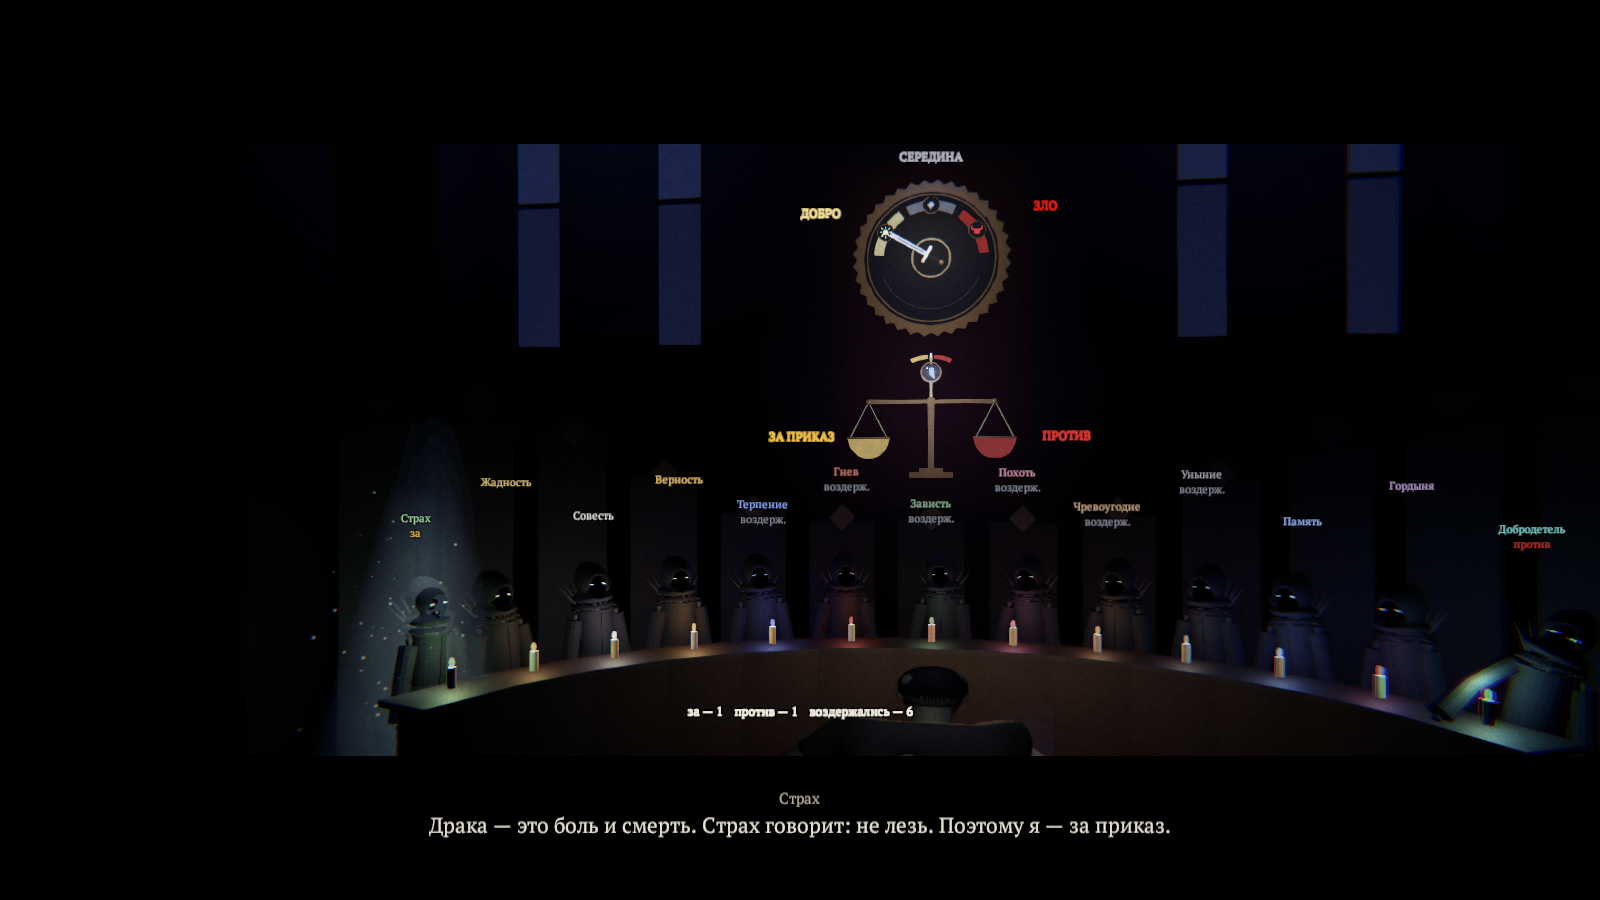 СЕРЕДИНА
ДОБРО
ЗЛО
ЗА ПРИКАЗ
ПРОТИВ
Гнев
воздерж.
Похоть
воздерж.
Уныние
воздерж.
Жадность
Верность
Гордыня
Терпение
воздерж.
Зависть
воздерж.
Чревоугодие
воздерж.
Страх
за
Совесть
Память
Добродетель
против
за — 1 против — 1 воздержались — 6
Страх
Драка — это боль и смерть. Страх говорит: не лезь. Поэтому я — за приказ.